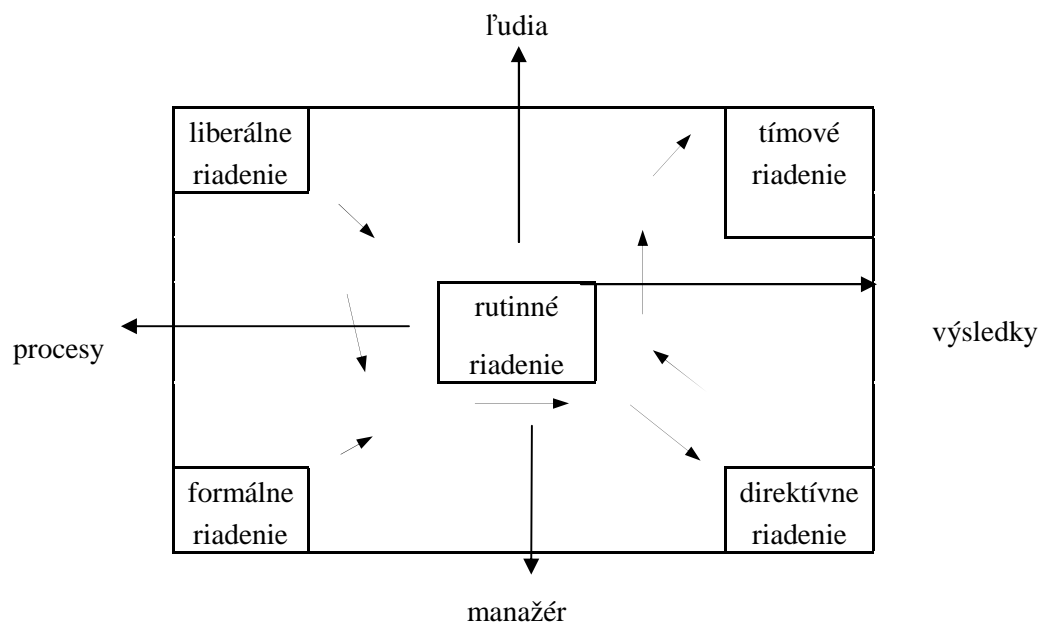 ľudia
liberálne
riadenie
tímové
riadenie
rutinné
riadenie
procesy
výsledky
formálne
riadenie
direktívne
riadenie
manažér